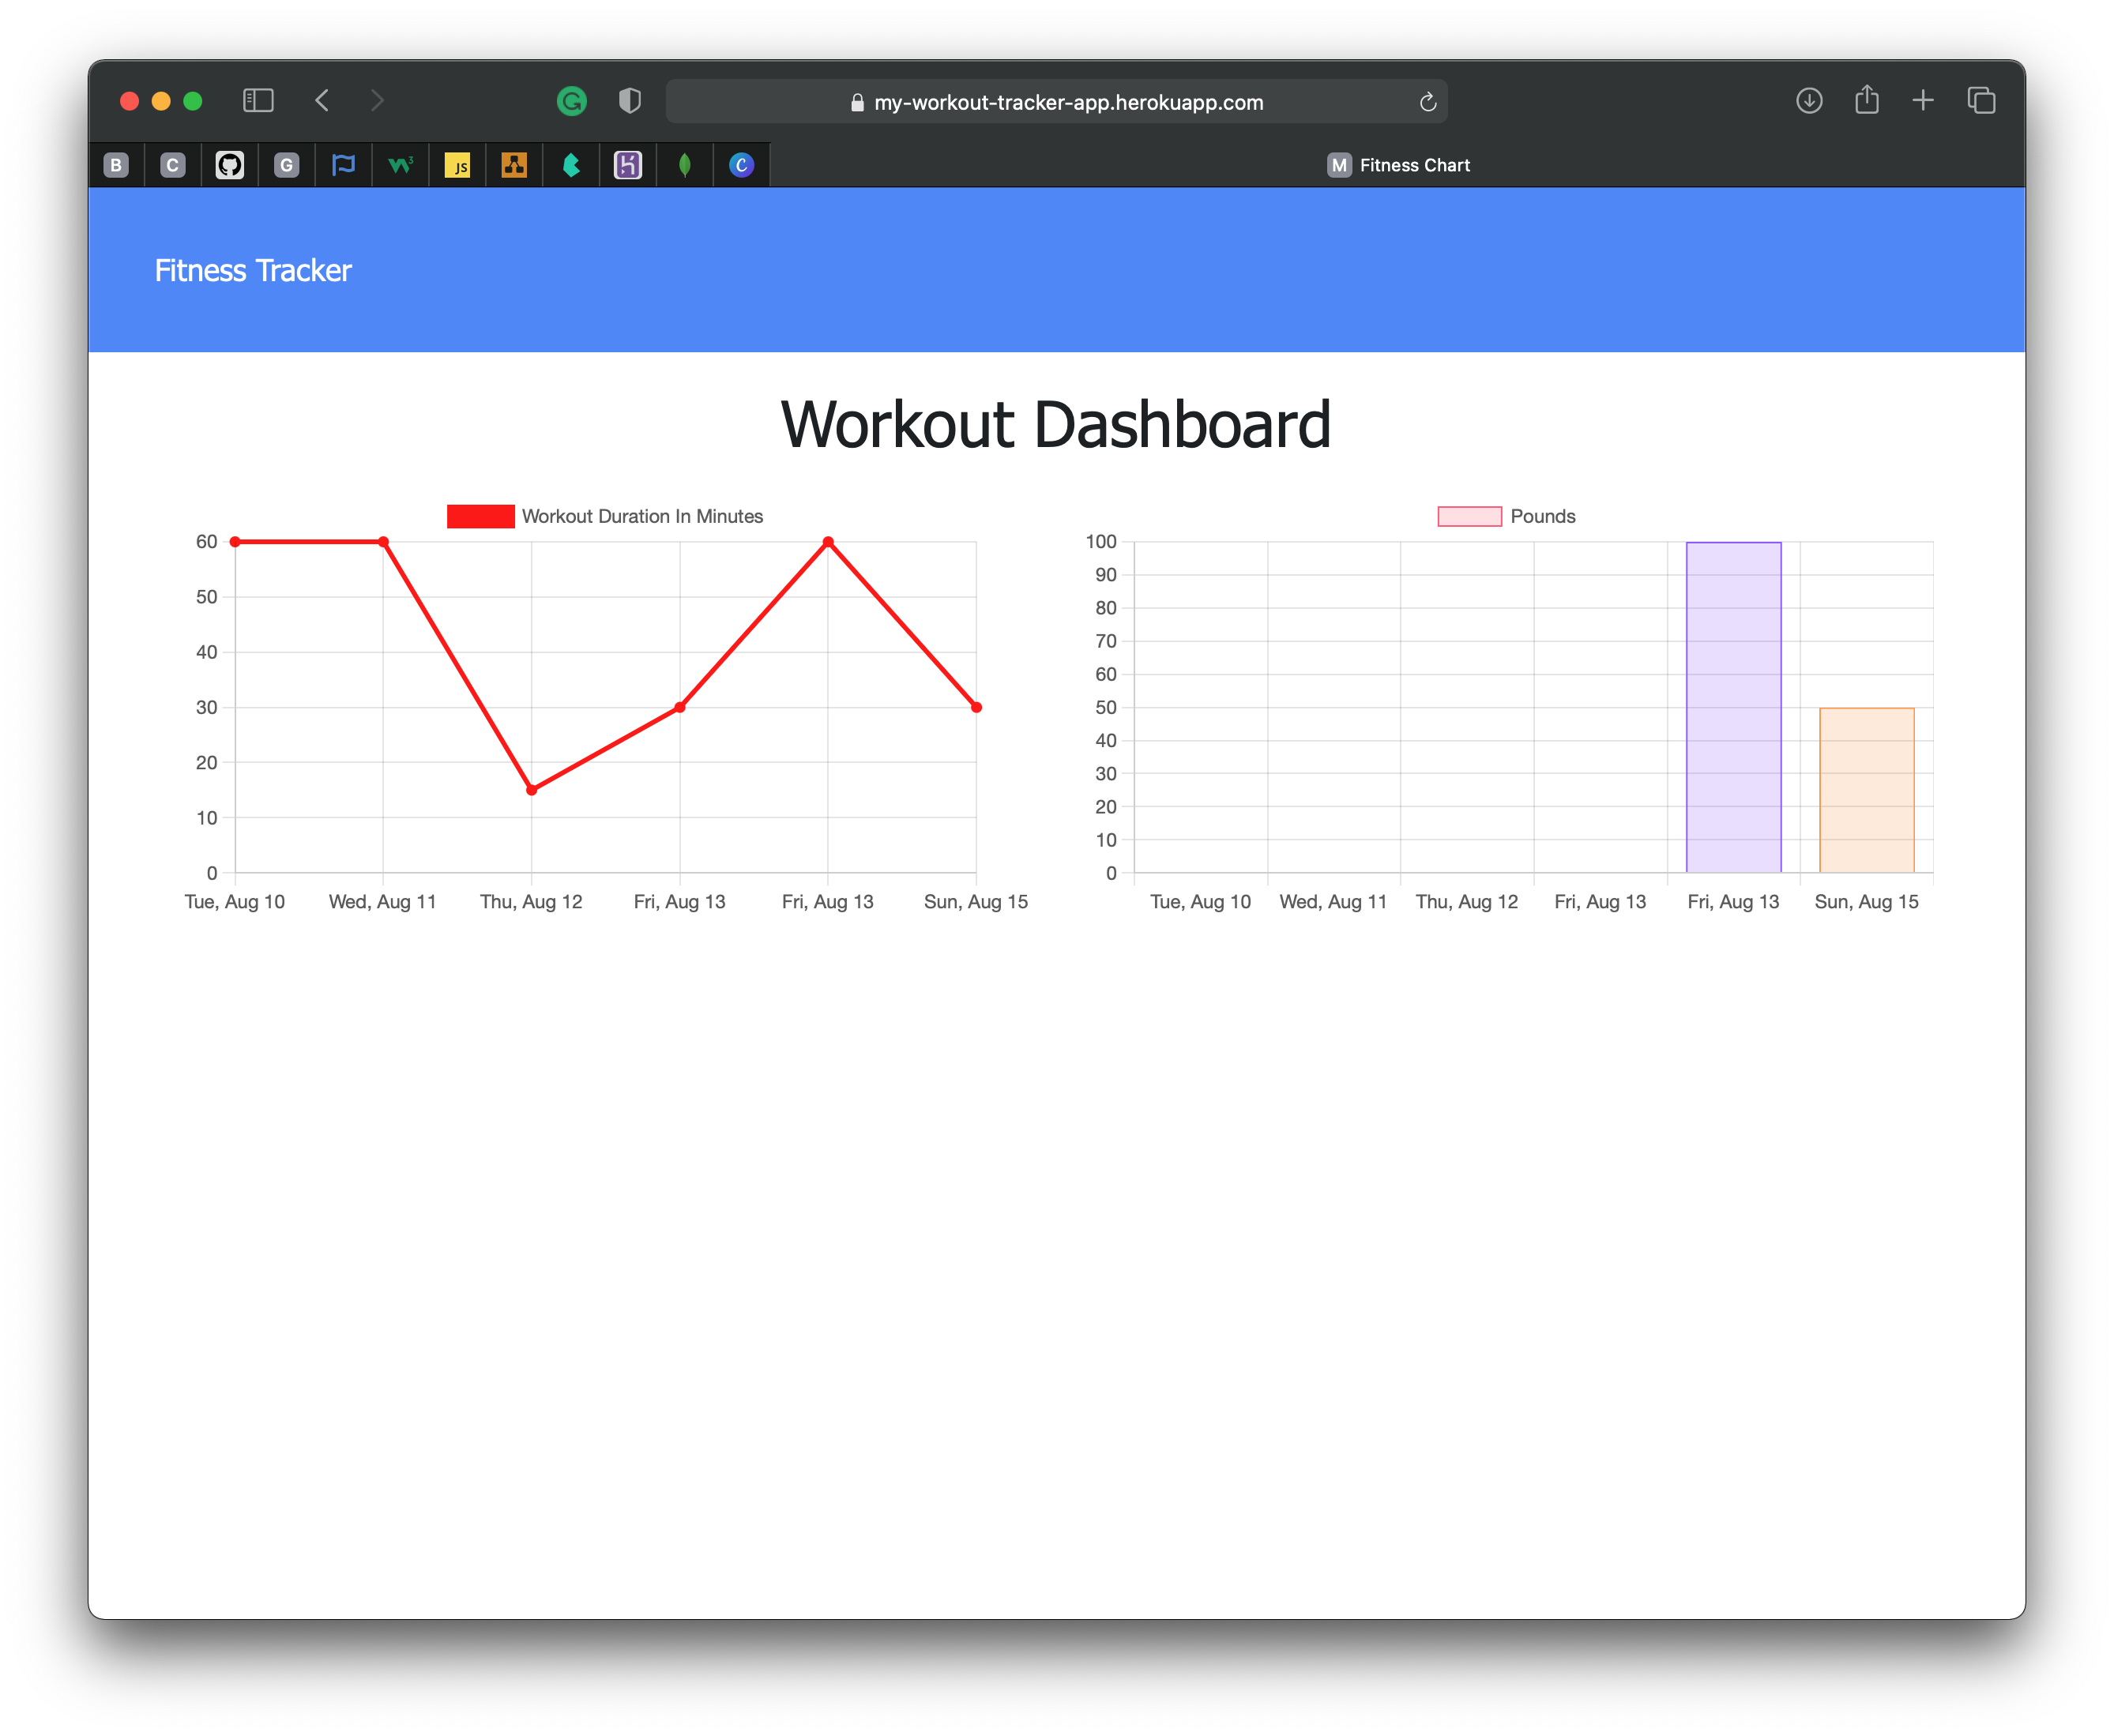 my-workout-tracker-app.herokuapp.com
B C G W3 JS C M Fitness Chart
Fitness Tracker
Workout Dashboard
Workout Duration In Minutes
60
50
40
30
20
10
0
Tue, Aug 10 Wed, Aug 11 Thu, Aug 12 Fri, Aug 13 Fri, Aug 13 Sun, Aug 15
Pounds
100
90
80
70
60
50
40
30
20
10
0
Tue, Aug 10 Wed, Aug 11 Thu, Aug 12 Fri, Aug 13 Fri, Aug 13 Sun, Aug 15